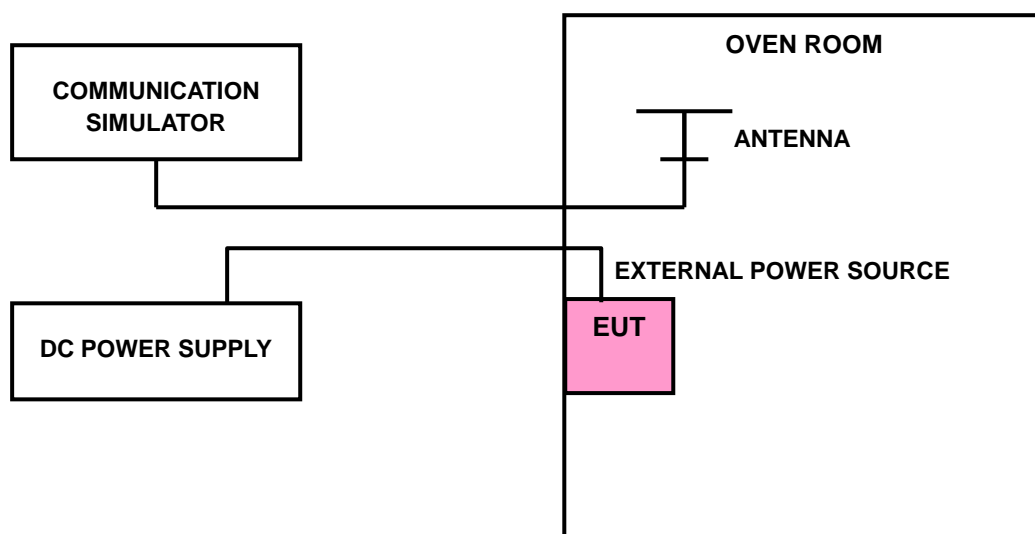 OVEN ROOM
COMMUNICATION
SIMULATOR
ANTENNA
EXTERNAL POWER SOURCE
EUT
DC POWER SUPPLY